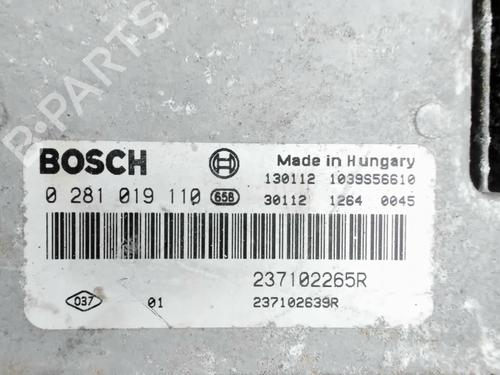 B-PARTS
BOSCH
Made in Hungary
0 281 019 110 658
130112 1039S56610
30112 1264 0045
237102265R
037 01 237102639R